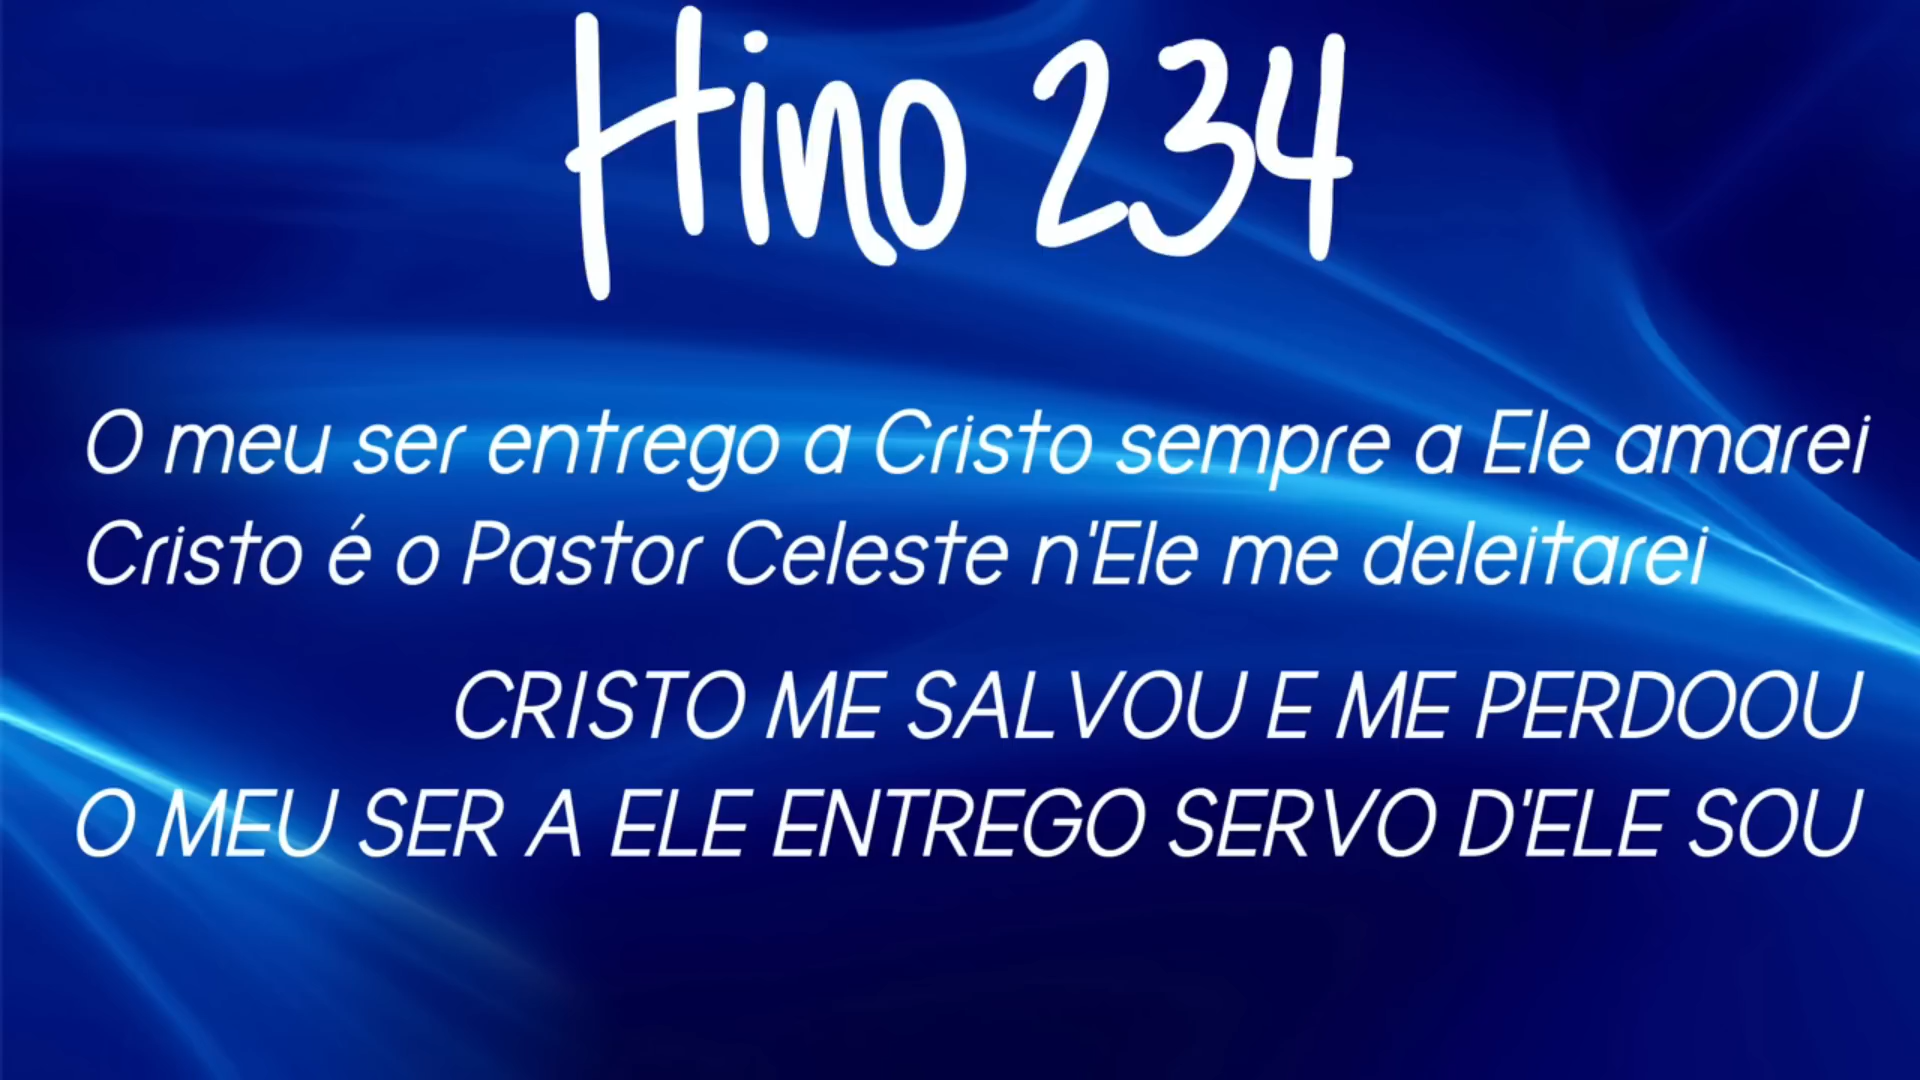 Hino 234
O meu ser entrego a Cristo sempre a Ele amarei
Cristo é o Pastor Celeste n'Ele me deleitarei
CRISTO ME SALVOU E ME PERDOOU
O MEU SER A ELE ENTREGO SERVO D'ELE SOU